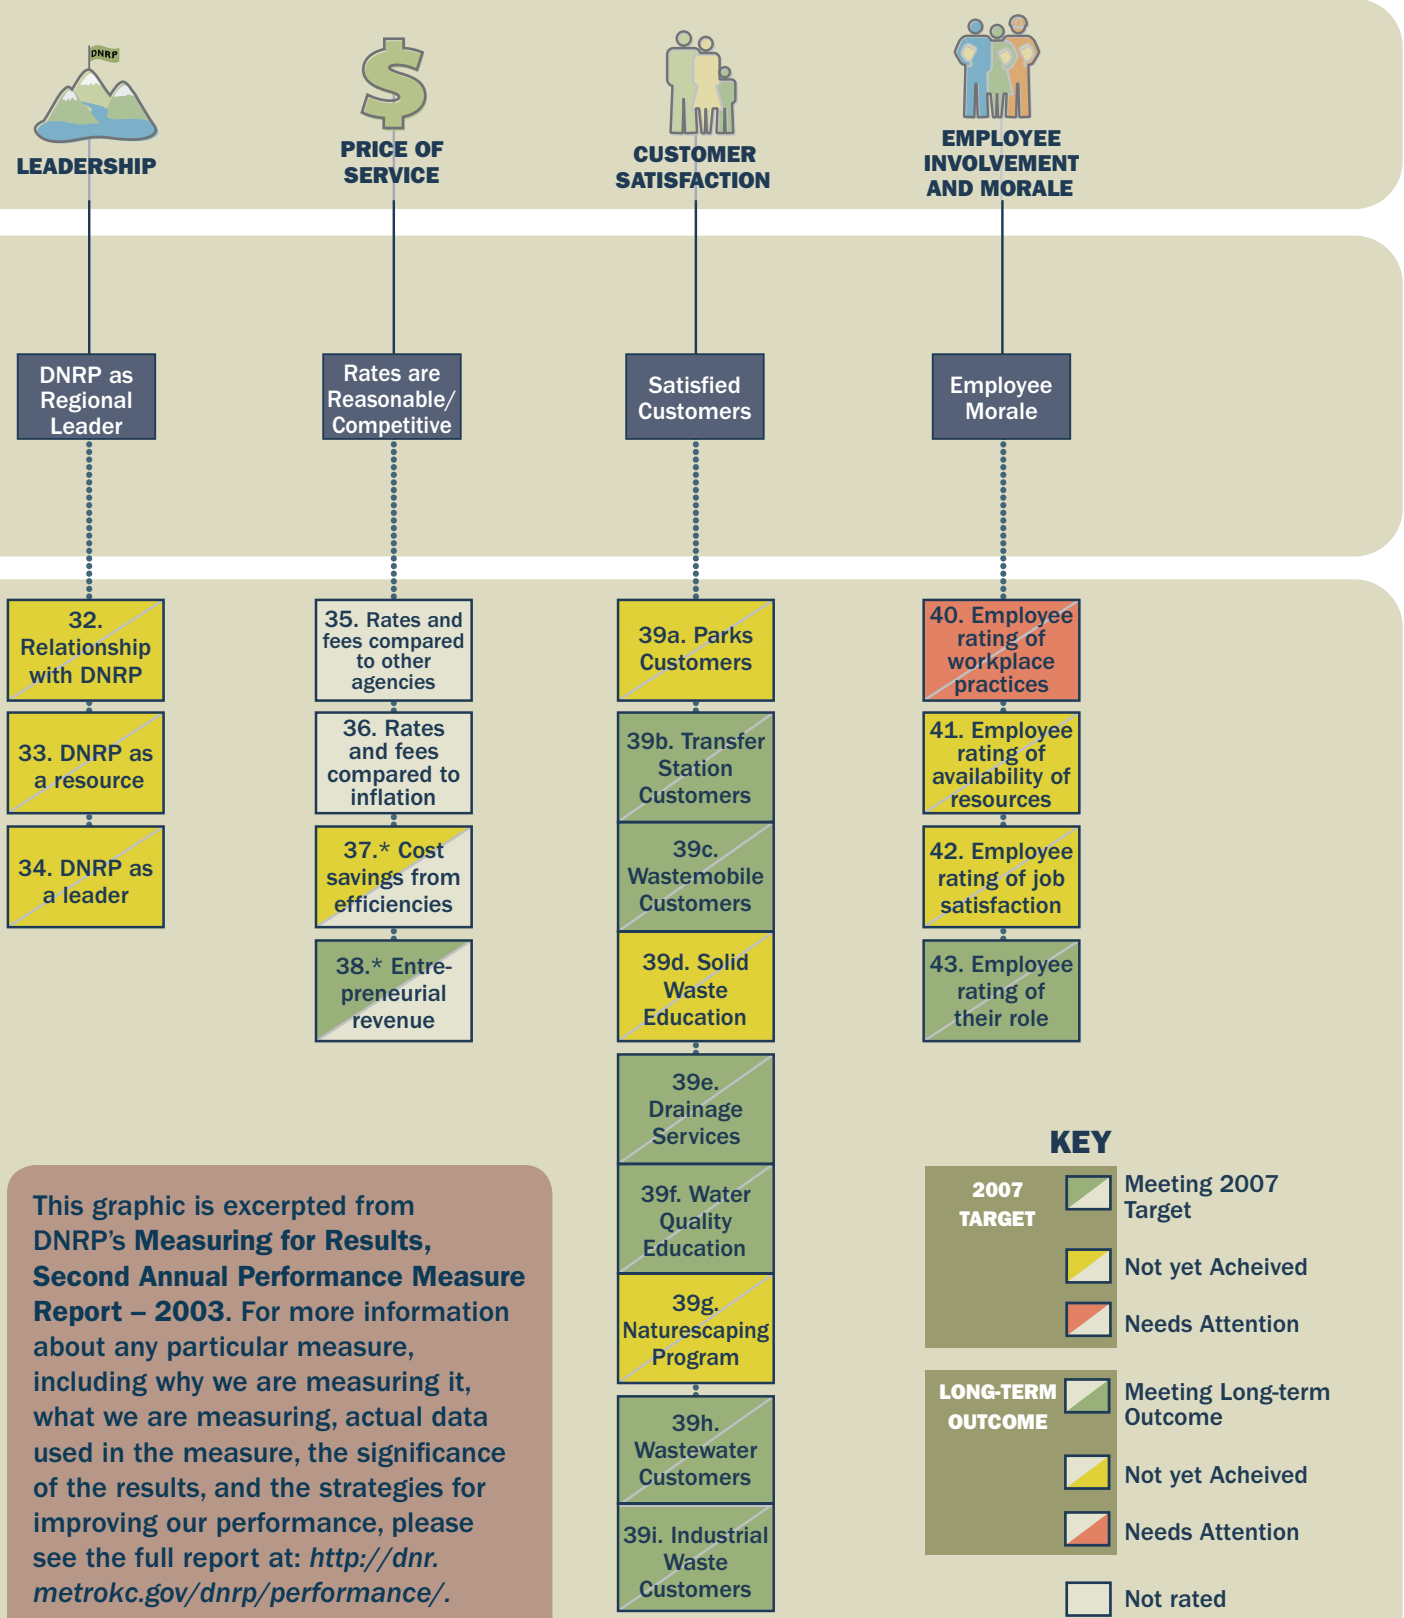 DNRP
LEADERSHIP
PRICE OF
SERVICE
CUSTOMER
SATISFACTION
EMPLOYEE
INVOLVEMENT
AND MORALE
DNRP as
Regional
Leader
Rates are
Reasonable/
Competitive
Satisfied
Customers
Employee
Morale
32.
Relationship
with DNRP
33. DNRP as
a resource
34. DNRP as
a leader
35. Rates and
fees compared
to other
agencies
36. Rates
and fees
compared to
inflation
37.* Cost
savings from
efficiencies
38.* Entre-
preneurial
revenue
39a. Parks
Customers
39b. Transfer
Station
Customers
39c.
Wastemobile
Customers
39d. Solid
Waste
Education
39e.
Drainage
Services
39f. Water
Quality
Education
39g.
Naturescaping
Program
39h.
Wastewater
Customers
39i. Industrial
Waste
Customers
40. Employee
rating of
workplace
practices
41. Employee
rating of
availability of
resources
42. Employee
rating of job
satisfaction
43. Employee
rating of
their role
This graphic is excerpted from
DNRP's Measuring for Results,
Second Annual Performance Measure
Report – 2003. For more information
about any particular measure,
including why we are measuring it,
what we are measuring, actual data
used in the measure, the significance
of the results, and the strategies for
improving our performance, please
see the full report at: http://dnr.
metrokc.gov/dnrp/performance/.
KEY
2007
TARGET
Meeting 2007
Target
Not yet Acheived
Needs Attention
LONG-TERM
OUTCOME
Meeting Long-term
Outcome
Not yet Acheived
Needs Attention
Not rated